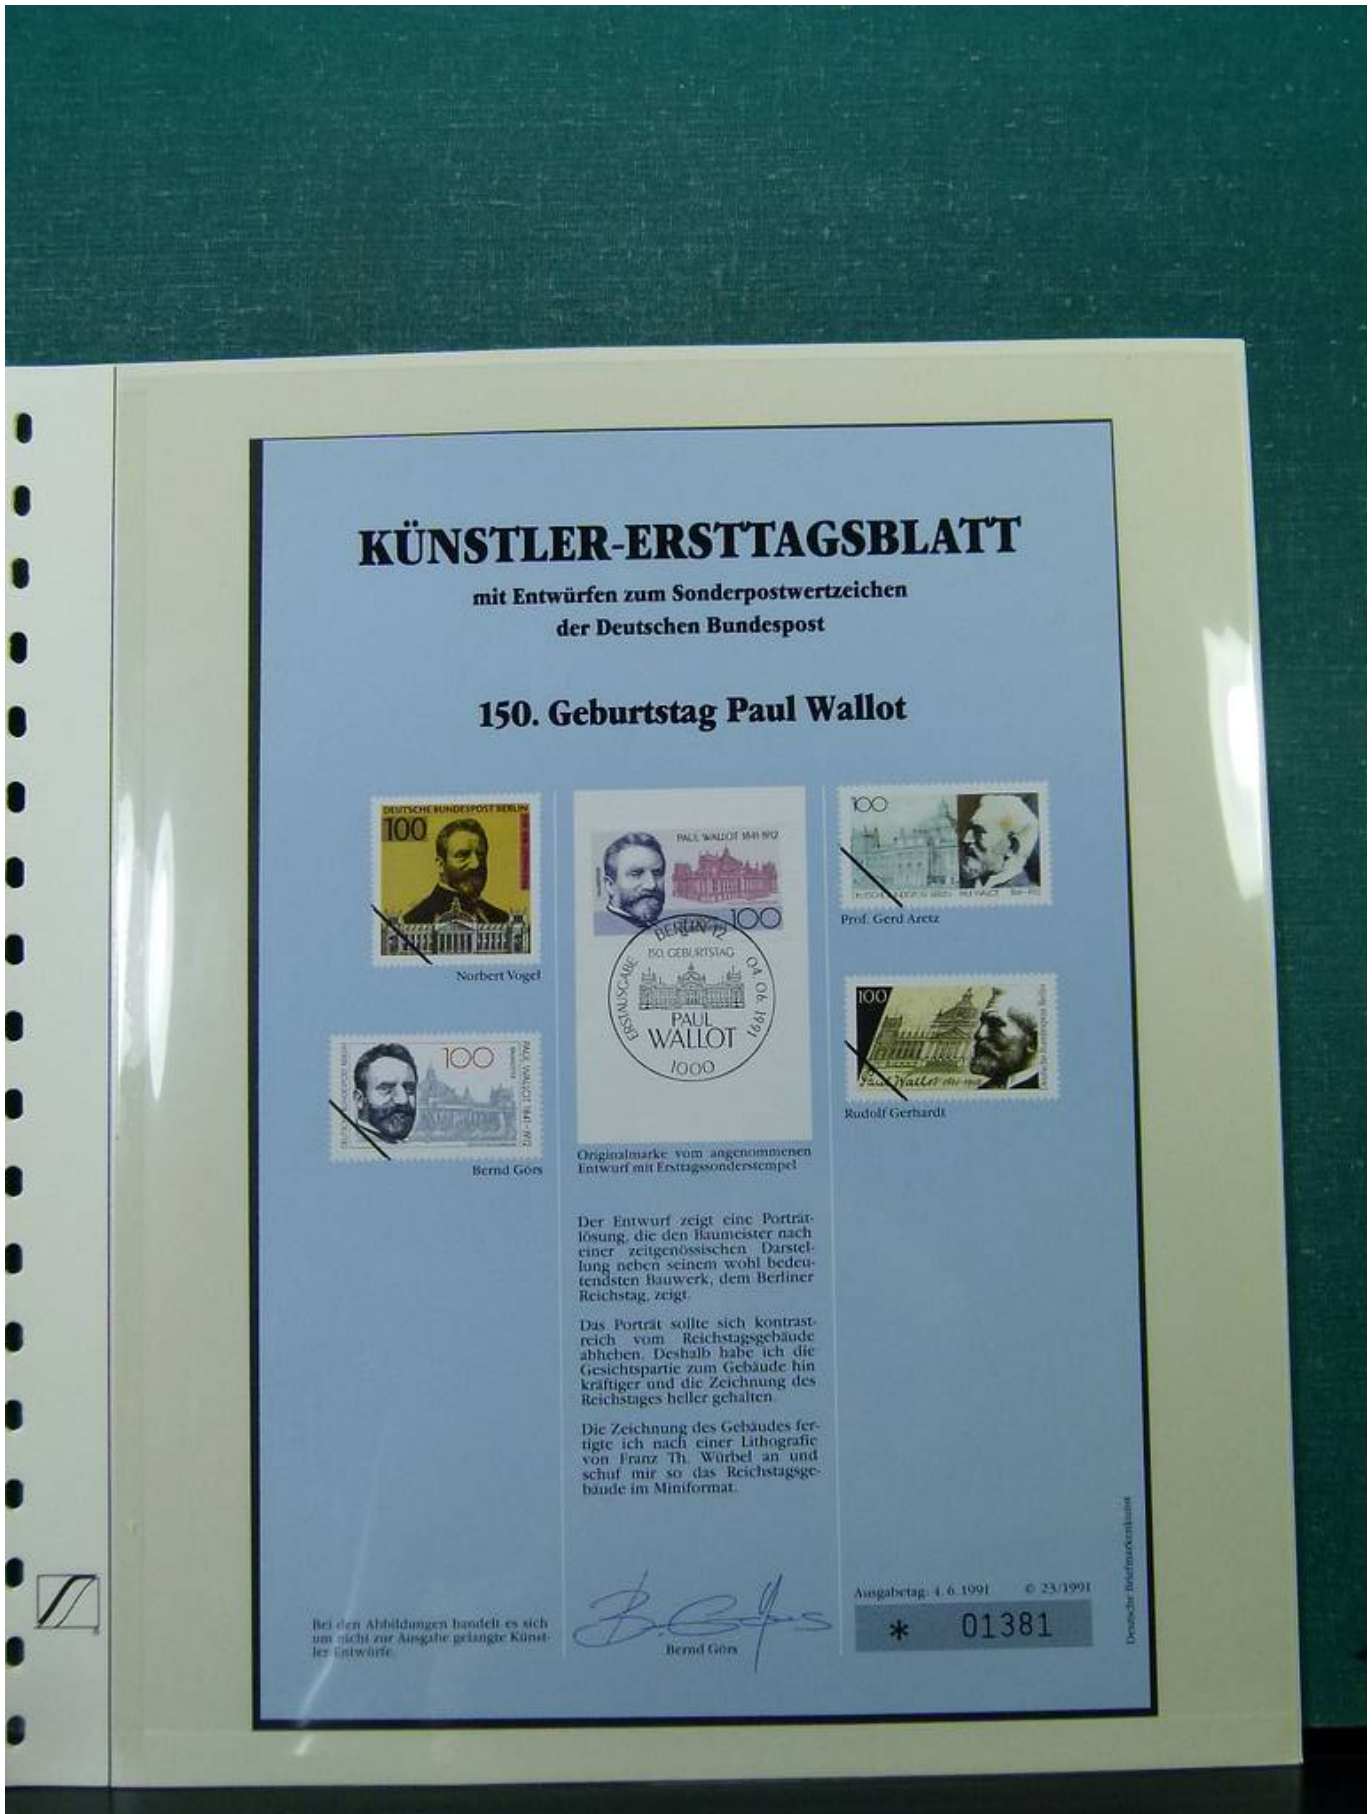 KÜNSTLER-ERSTTAGSBLATT
mit Entwürfen zum Sonderpostwertzeichen
der Deutschen Bundespost
150. Geburtstag Paul Wallot
DEUTSCHE BUNDESPOST BERLIN
100
Norbert Vogel
100
PAUL WALLOT 1841-1912
Bernd Görs
PAUL WALLOT 1841-1912
100
BERLIN 12
150. GEBURTSTAG
ERSTAUSGABE
04.06.1991
PAUL
WALLOT
1000
Originalmarke vom angenommenen
Entwurf mit Ersttagssonderstempel
Der Entwurf zeigt eine Porträt-
lösung, die den Baumeister nach
einer zeitgenössischen Darstel-
lung neben seinem wohl bedeu-
tendsten Bauwerk, dem Berliner
Reichstag, zeigt.
Das Porträt sollte sich kontrast-
reich vom Reichstagsgebäude
abheben. Deshalb habe ich die
Gesichtspartie zum Gebäude hin
kräftiger und die Zeichnung des
Reichstages heller gehalten.
Die Zeichnung des Gebäudes fer-
tigte ich nach einer Lithografie
von Franz Th. Würbel an und
schuf mir so das Reichstagsge-
bäude im Miniformat.
100
Prof. Gerd Aretz
100
Paul Wallot
Rudolf Gerhardt
Bei den Abbildungen handelt es sich
um nicht zur Ausgabe gelangte Künst-
ler-Entwürfe.
B. Görs
Bernd Görs
Ausgabetag: 4.6.1991 © 23/1991
* 01381
Deutsche Briefmarkenkunst